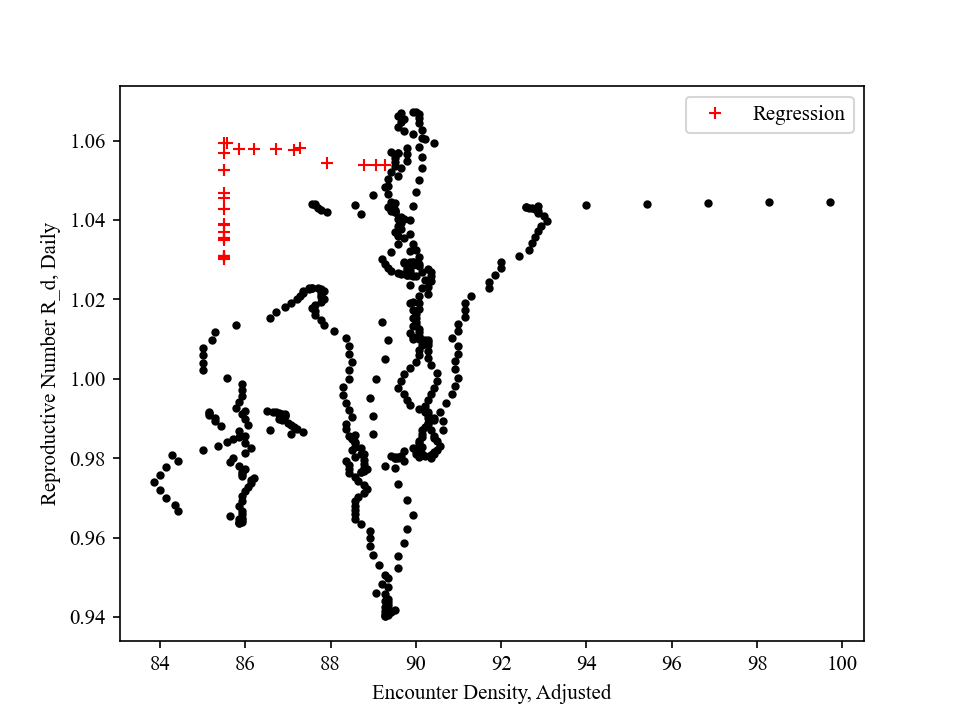 Regression
1.06
1.04
1.02
1.00
0.98
0.96
0.94
Reproductive Number R_d, Daily
84 86 88 90 92 94 96 98 100
Encounter Density, Adjusted